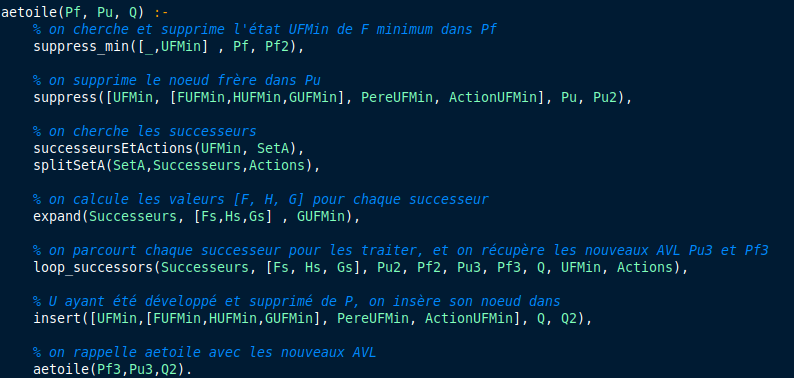 aetoile(Pf, Pu, Q) :-
% on cherche et supprime l'état UFMin de F minimum dans Pf
suppress_min([_,UFMin] , Pf, Pf2),
% on supprime le noeud frère dans Pu
suppress([UFMin, [FUFMin,HUFMin,GUFMin], PereUFMin, ActionUFMin], Pu, Pu2),
% on cherche les successeurs
successeursEtActions(UFMin, SetA),
splitSetA(SetA,Successeurs,Actions),
% on calcule les valeurs [F, H, G] pour chaque successeur
expand(Successeurs, [Fs,Hs,Gs] , GUFMin),
% on parcourt chaque successeur pour les traiter, et on récupère les nouveaux AVL Pu3 et Pf3
loop_successors(Successeurs, [Fs, Hs, Gs], Pu2, Pf2, Pu3, Pf3, Q, UFMin, Actions),
% U ayant été développé et supprimé de P, on insère son noeud dans
insert([UFMin,[FUFMin,HUFMin,GUFMin], PereUFMin, ActionUFMin], Q, Q2),
% on rappelle aetoile avec les nouveaux AVL
aetoile(Pf3,Pu3,Q2).